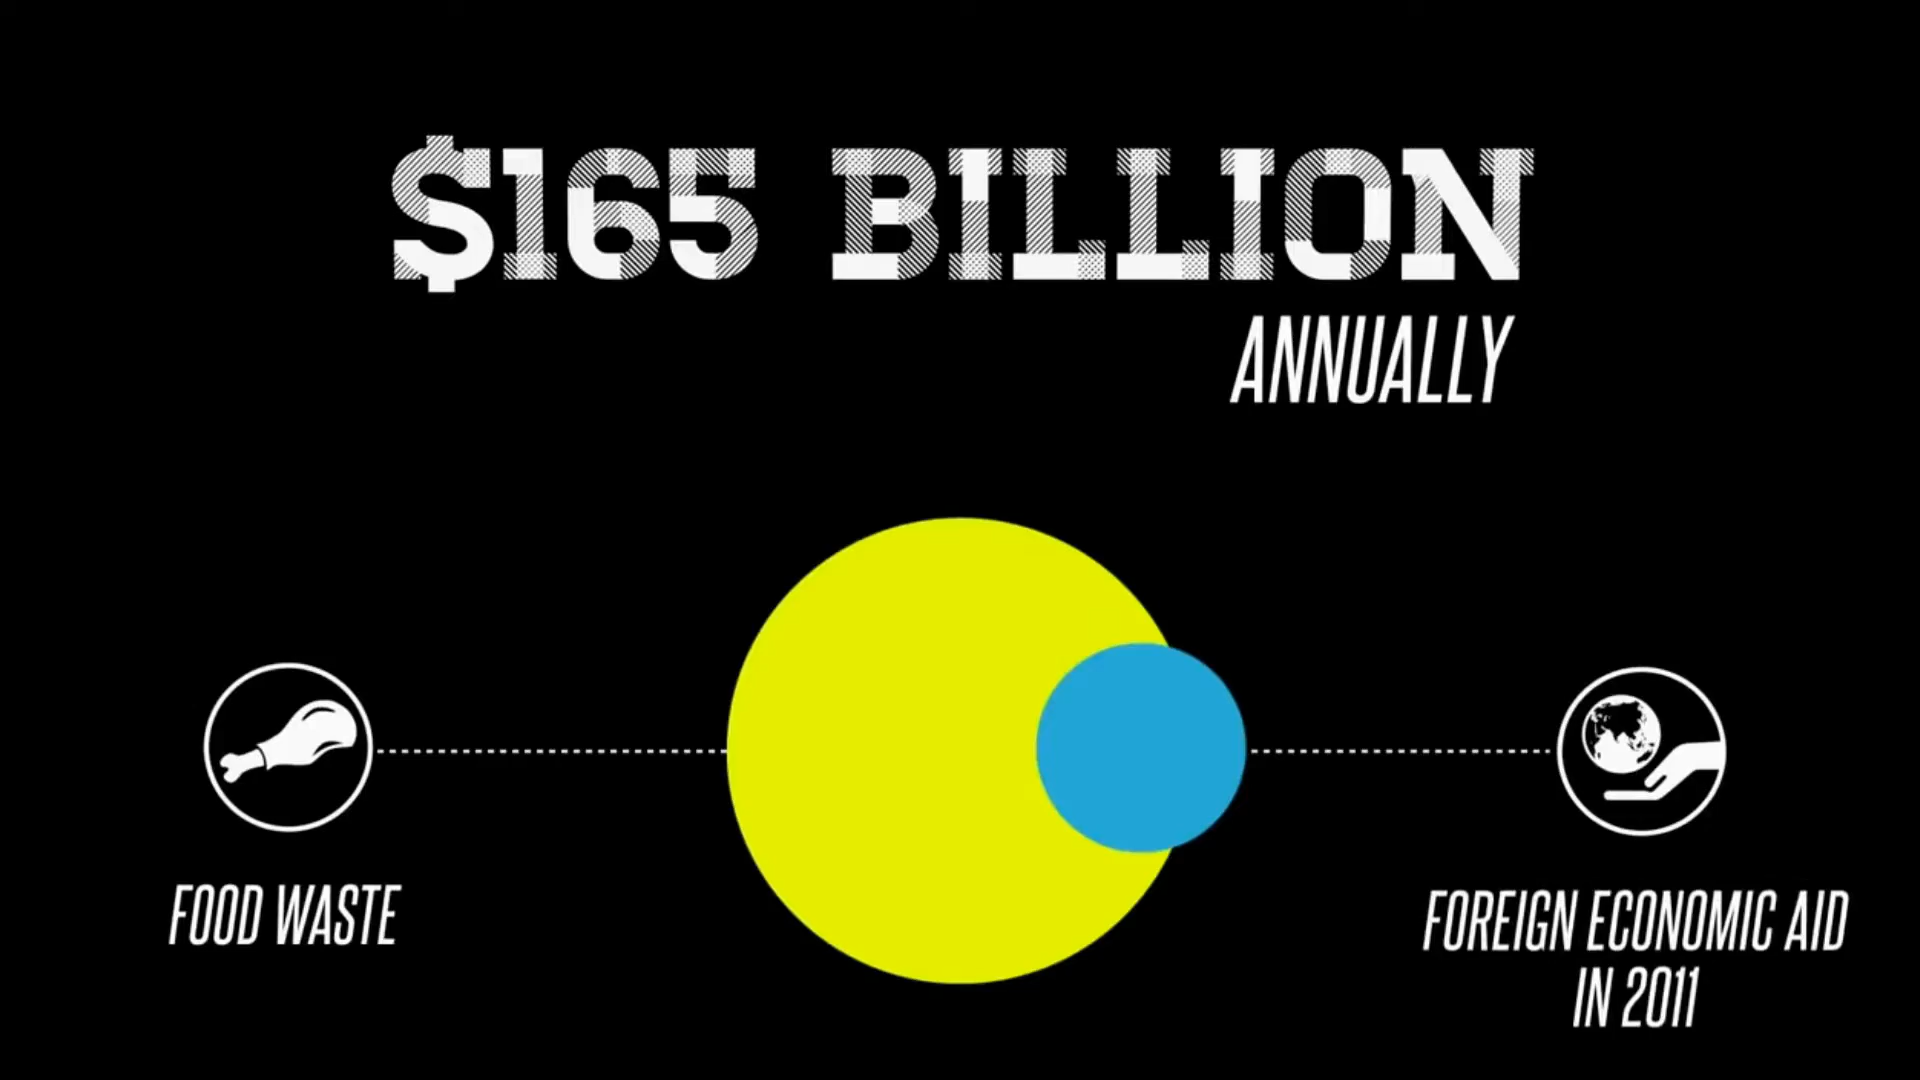 $165 BILLION
ANNUALLY
FOOD WASTE
FOREIGN ECONOMIC AID
IN 2011